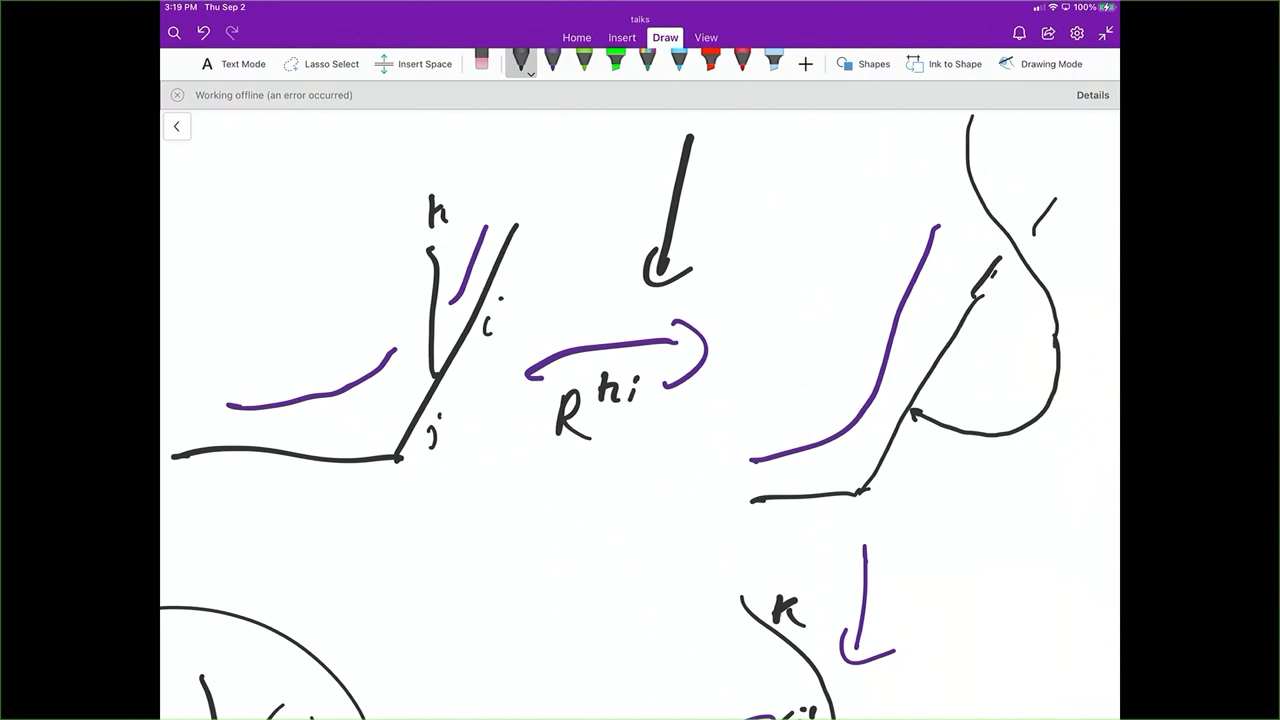 3:19 PM Thu Sep 2
100%
talks
Home Insert Draw View
Text Mode Lasso Select Insert Space Shapes Ink to Shape Drawing Mode
Working offline (an error occurred) Details
i
j
R
K